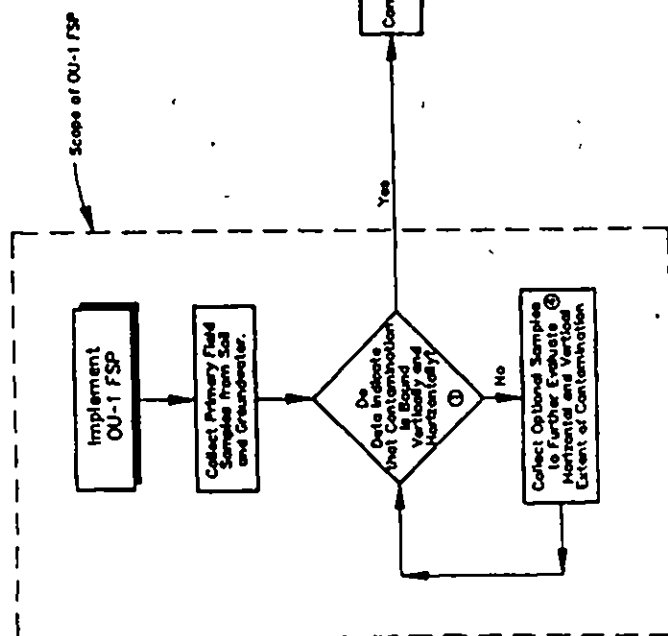 Scope of OU-1 FSP
Implement
OU-1 FSP
Collect Primary Field
Samples from Soil
and Groundwater.
Do
Data Indicate
that Contamination
is Bound
Vertically and
Horizontally?
①
Yes
No
Collect Optional Samples
to Further Evaluate ④
Horizontal and Vertical
Extent of Contamination